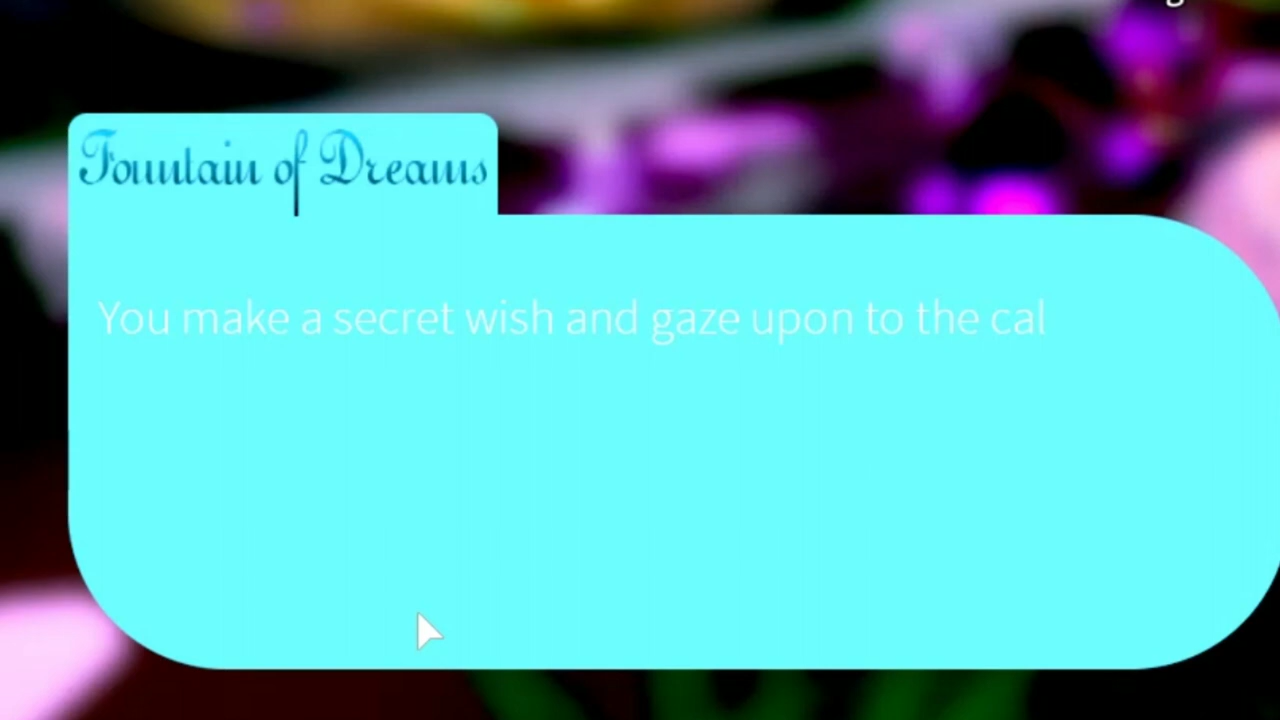 Fountain of Dreams
You make a secret wish and gaze upon to the cal